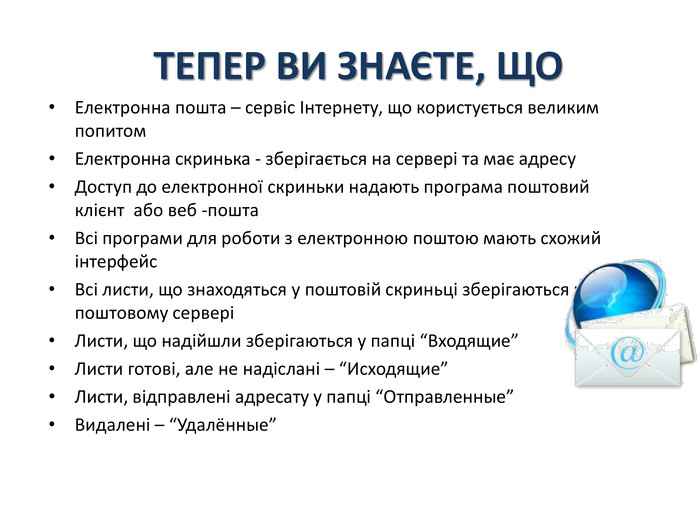 ТЕПЕР ВИ ЗНАЄТЕ, ЩО
• Електронна пошта – сервіс Інтернету, що користується великим
попитом
• Електронна скринька - зберігається на сервері та має адресу
• Доступ до електронної скриньки надають програма поштовий
клієнт або веб -пошта
• Всі програми для роботи з електронною поштою мають схожий
інтерфейс
• Всі листи, що знаходяться у поштовій скриньці зберігаються
поштовому сервері
• Листи, що надійшли зберігаються у папці “Входящие”
• Листи готові, але не надіслані – “Исходящие”
• Листи, відправлені адресату у папці “Отправленные”
• Видалені – “Удалённые”
@